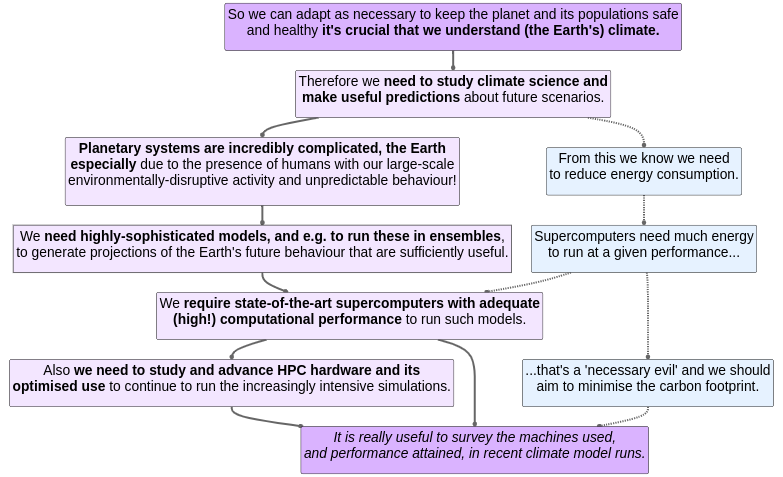 So we can adapt as necessary to keep the planet and its populations safe
and healthy it's crucial that we understand (the Earth's) climate.
Therefore we need to study climate science and
make useful predictions about future scenarios.
Planetary systems are incredibly complicated, the Earth
especially due to the presence of humans with our large-scale
environmentally-disruptive activity and unpredictable behaviour!
From this we know we need
to reduce energy consumption.
We need highly-sophisticated models, and e.g. to run these in ensembles,
to generate projections of the Earth's future behaviour that are sufficiently useful.
Supercomputers need much energy
to run at a given performance...
We require state-of-the-art supercomputers with adequate
(high!) computational performance to run such models.
Also we need to study and advance HPC hardware and its
optimised use to continue to run the increasingly intensive simulations.
...that's a 'necessary evil' and we should
aim to minimise the carbon footprint.
It is really useful to survey the machines used,
and performance attained, in recent climate model runs.